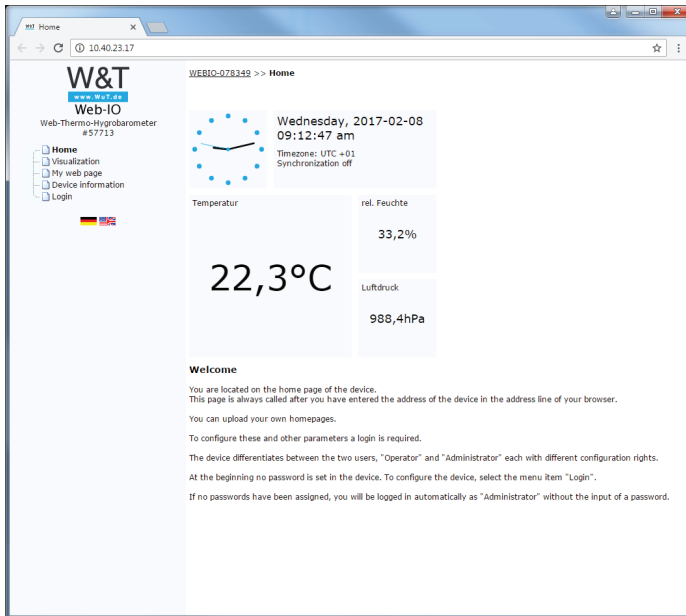 Home
10.40.23.17
W&T
www.WuT.de
Web-IO
Web-Thermo-Hygrobarometer
#57713
Home
Visualization
My web page
Device information
Login
WEBIO-078349 >> Home
Wednesday, 2017-02-08
09:12:47 am
Timezone: UTC +01
Synchronization off
Temperatur
22,3°C
rel. Feuchte
33,2%
Luftdruck
988,4hPa
Welcome
You are located on the home page of the device.
This page is always called after you have entered the address of the device in the address line of your browser.
You can upload your own homepages.
To configure these and other parameters a login is required.
The device differentiates between the two users, "Operator" and "Administrator" each with different configuration rights.
At the beginning no password is set in the device. To configure the device, select the menu item "Login".
If no passwords have been assigned, you will be logged in automatically as "Administrator" without the input of a password.